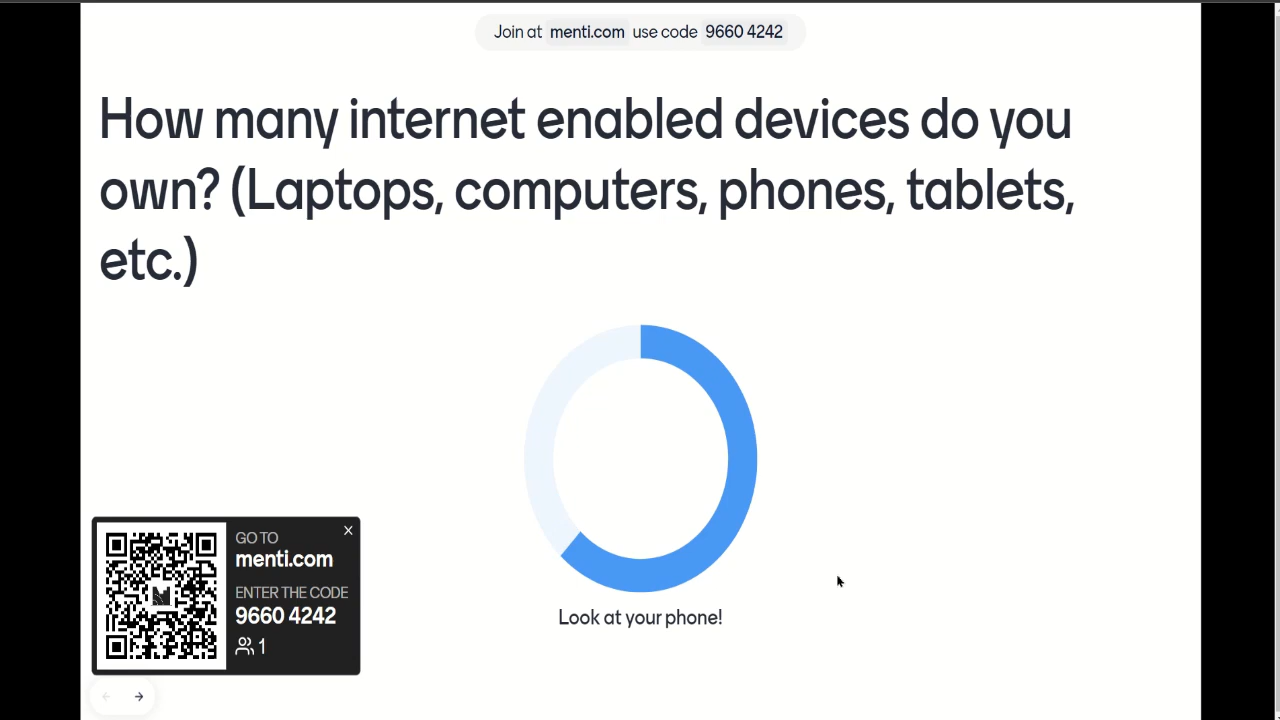 Join at menti.com use code 9660 4242
How many internet enabled devices do you
own? (Laptops, computers, phones, tablets,
etc.)
Look at your phone!
GO TO
menti.com
ENTER THE CODE
9660 4242
1